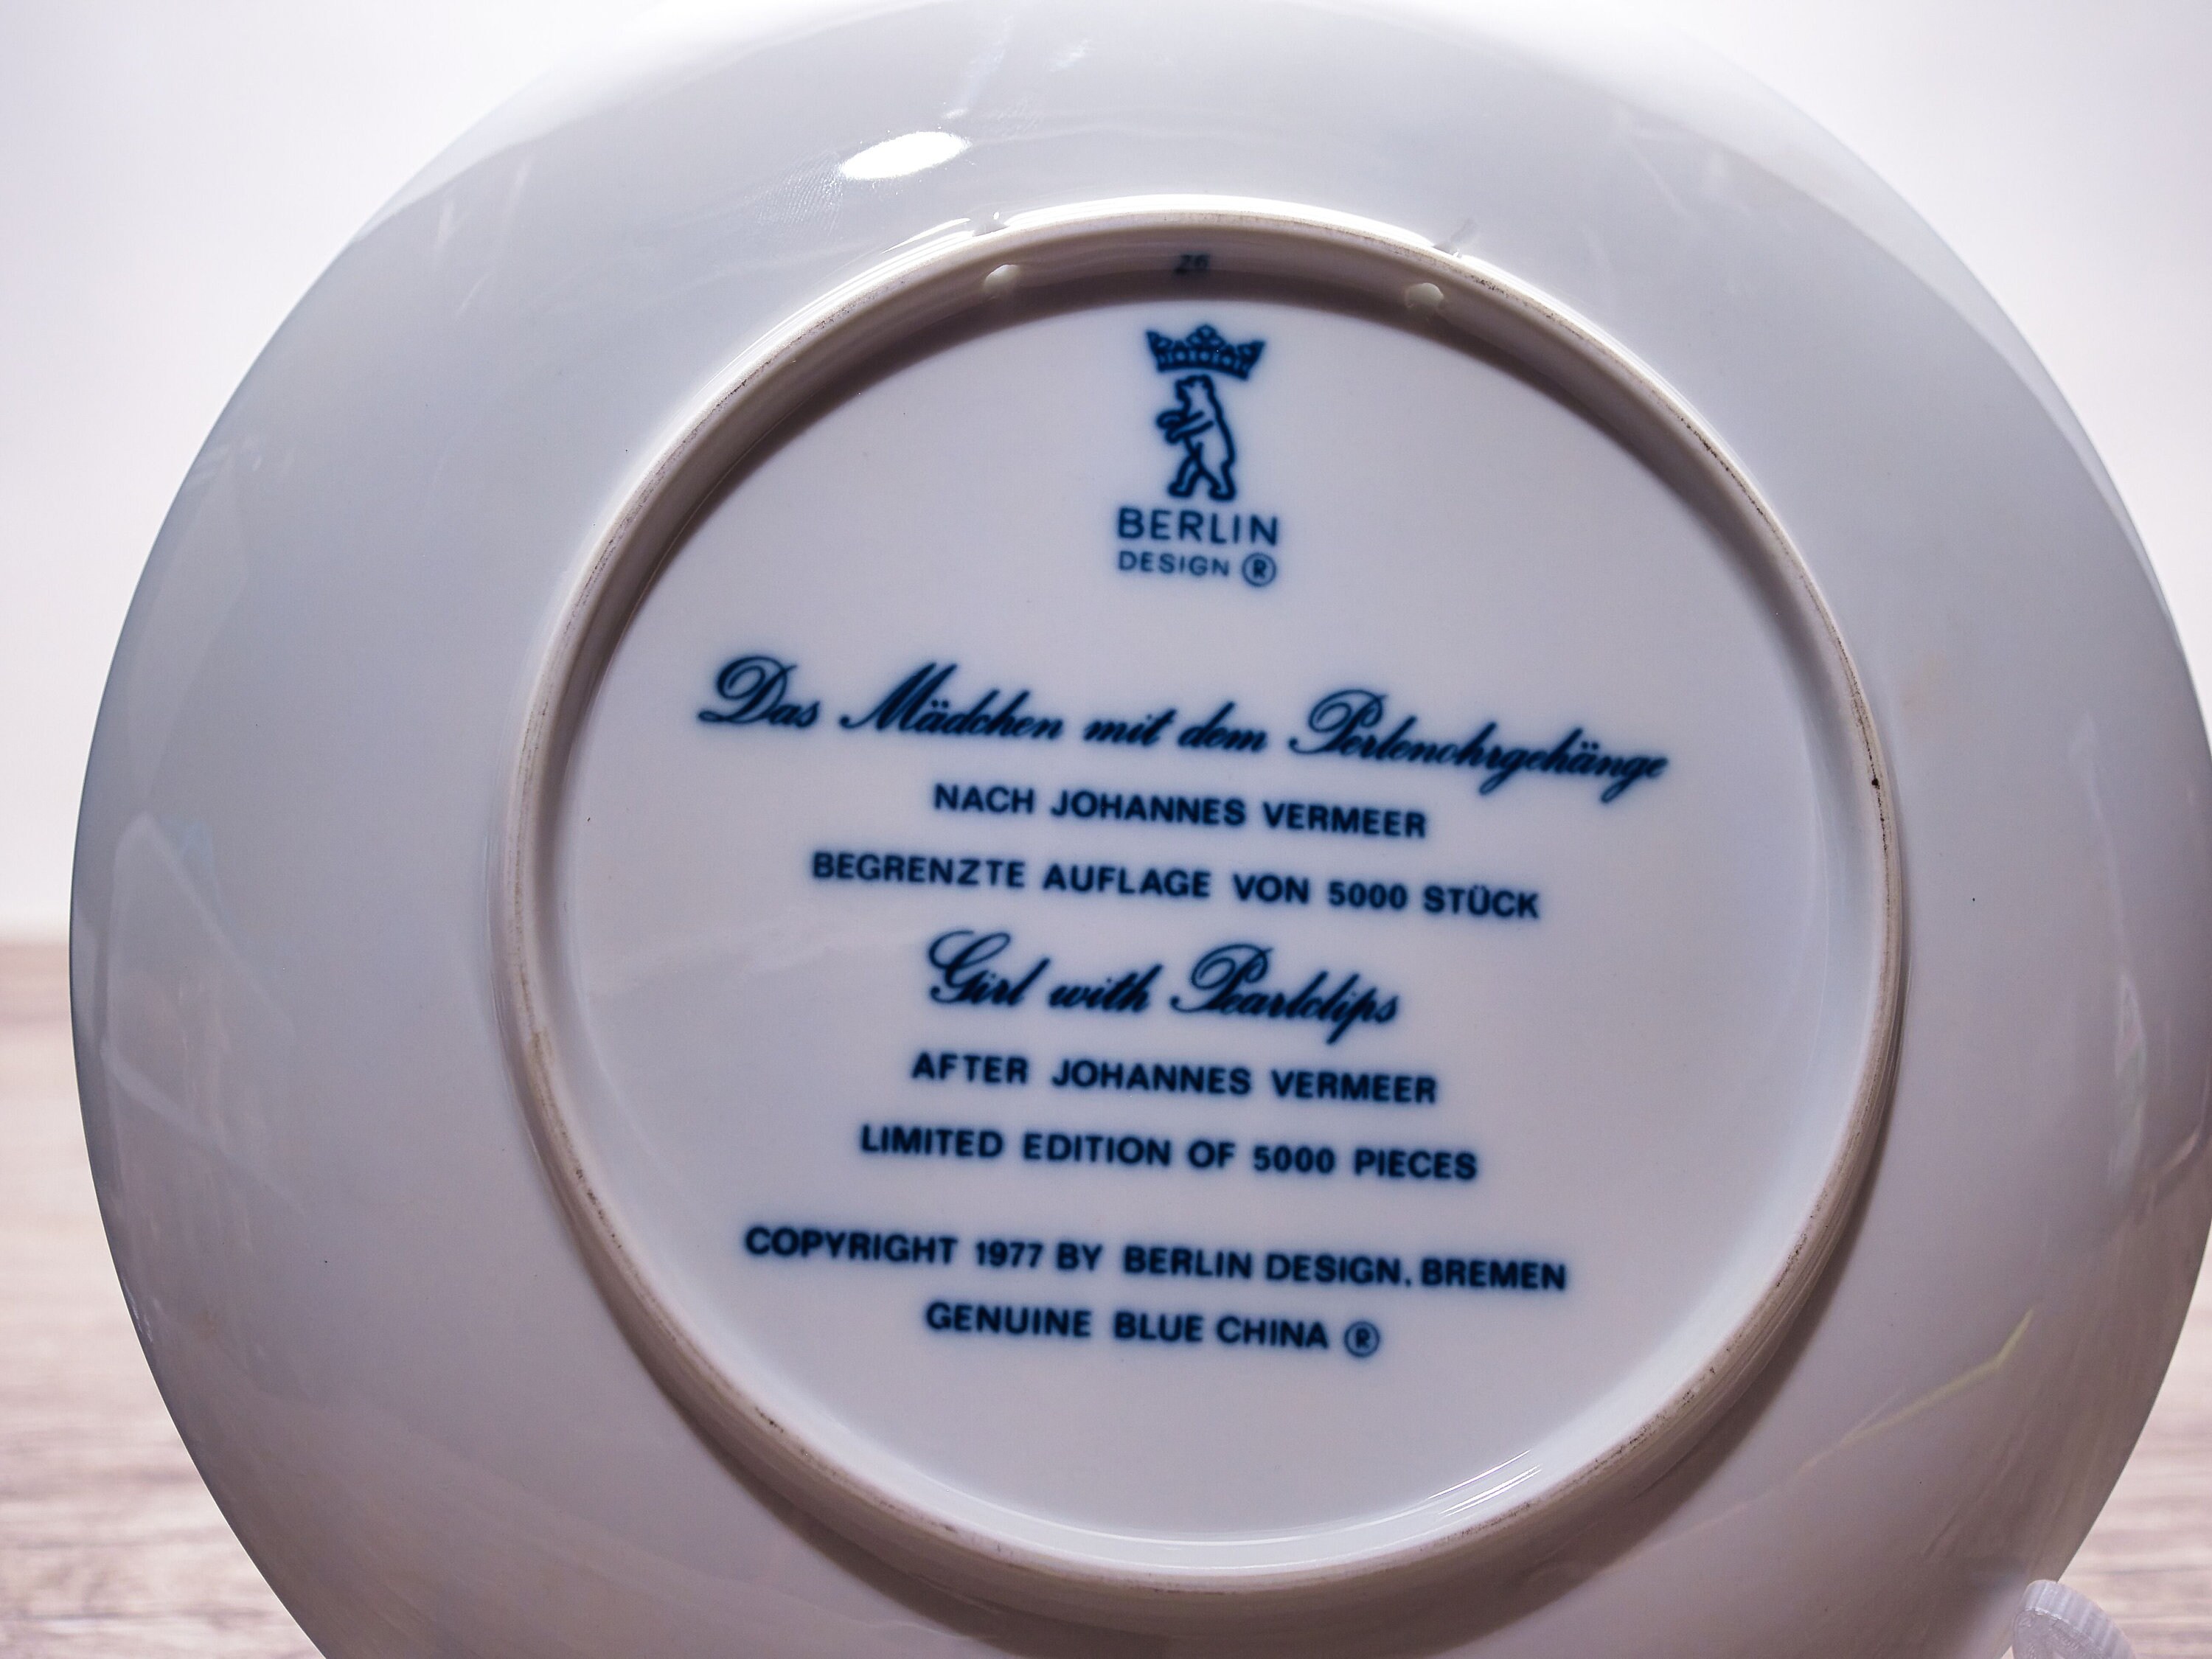 26
BERLIN
DESIGN ®
Das Mädchen mit dem Perlenohrgehänge
NACH JOHANNES VERMEER
BEGRENZTE AUFLAGE VON 5000 STÜCK
Girl with Pearlclips
AFTER JOHANNES VERMEER
LIMITED EDITION OF 5000 PIECES
COPYRIGHT 1977 BY BERLIN DESIGN. BREMEN
GENUINE BLUE CHINA ®